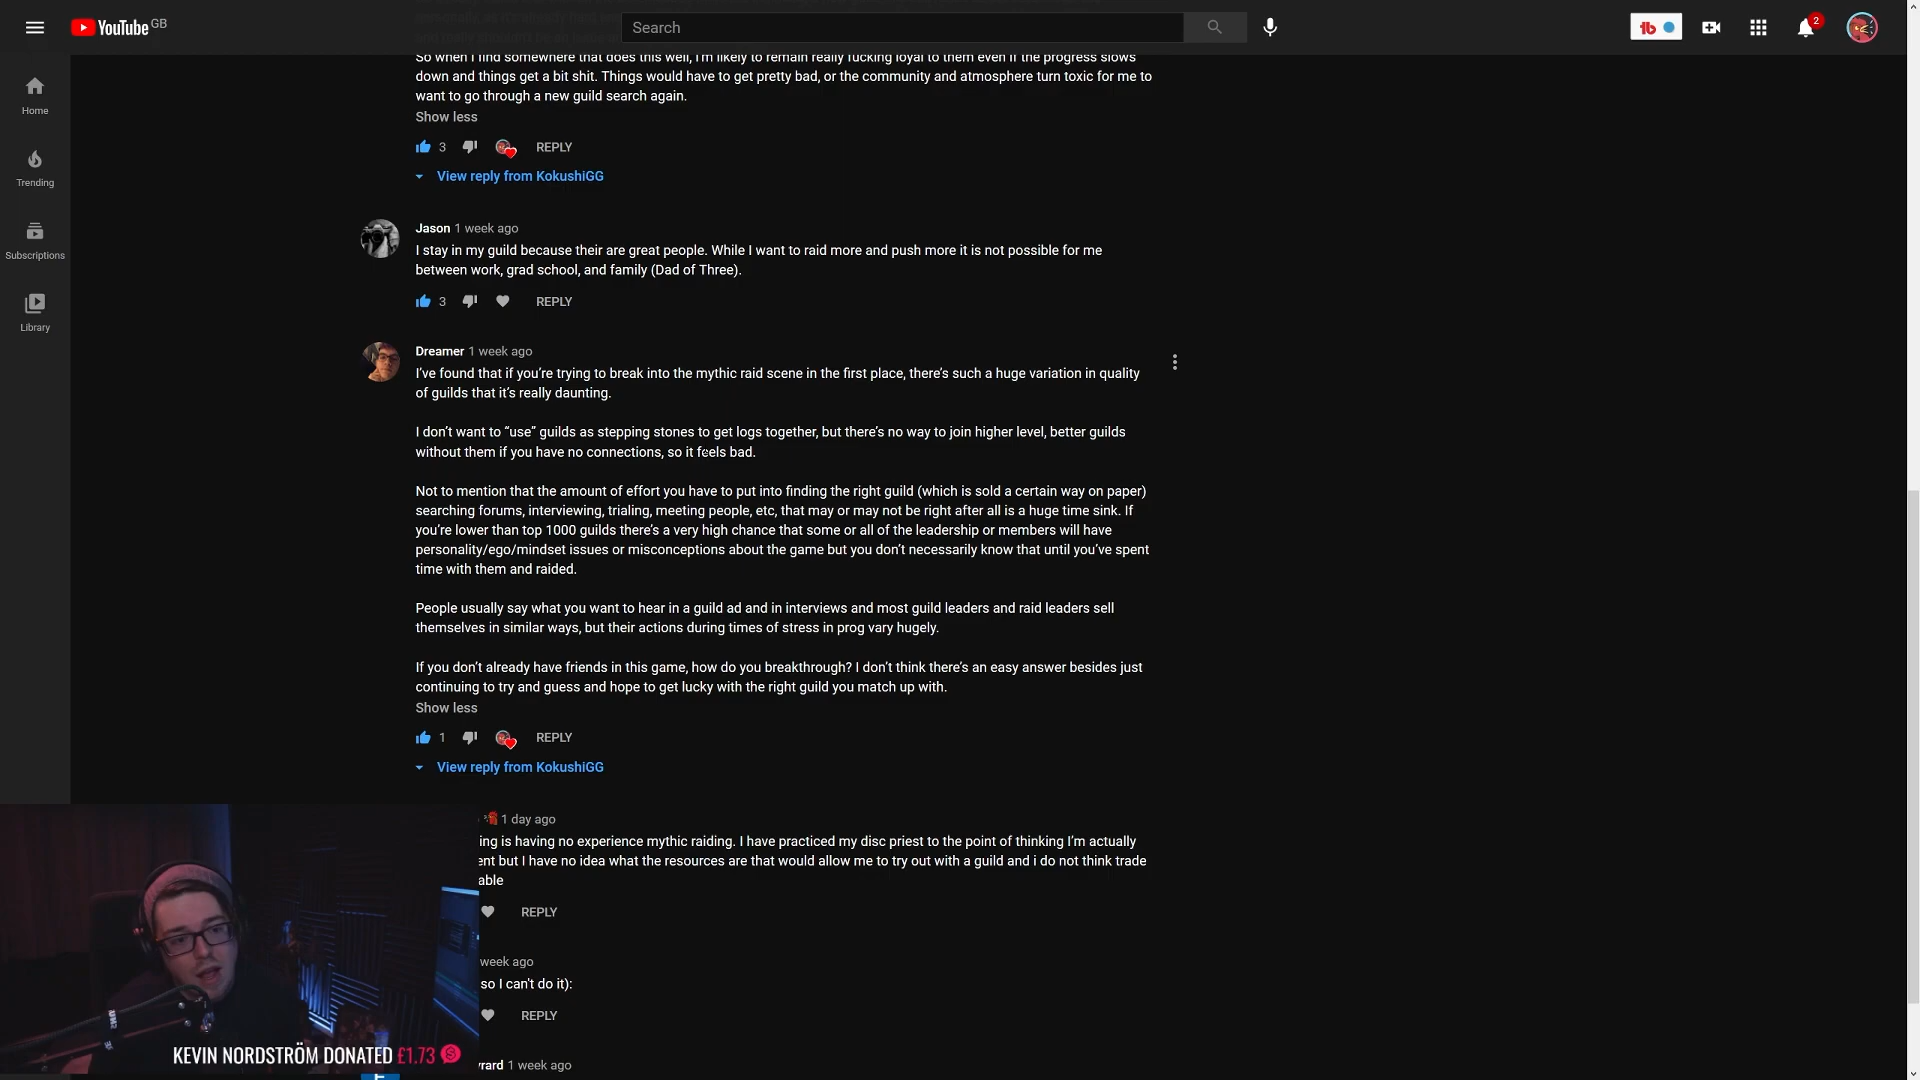 YouTube GB
Search
2
So when I find somewhere that does this well, I'm likely to remain really fucking loyal to them even if the progress slows
down and things get a bit shit. Things would have to get pretty bad, or the community and atmosphere turn toxic for me to
want to go through a new guild search again.
Show less
3 REPLY
View reply from KokushiGG
Home
Trending
Subscriptions
Library
Jason 1 week ago
I stay in my guild because their are great people. While I want to raid more and push more it is not possible for me
between work, grad school, and family (Dad of Three).
3 REPLY
Dreamer 1 week ago
I've found that if you're trying to break into the mythic raid scene in the first place, there's such a huge variation in quality
of guilds that it's really daunting.
I don't want to “use” guilds as stepping stones to get logs together, but there's no way to join higher level, better guilds
without them if you have no connections, so it feels bad.
Not to mention that the amount of effort you have to put into finding the right guild (which is sold a certain way on paper)
searching forums, interviewing, trialing, meeting people, etc, that may or may not be right after all is a huge time sink. If
you're lower than top 1000 guilds there's a very high chance that some or all of the leadership or members will have
personality/ego/mindset issues or misconceptions about the game but you don't necessarily know that until you've spent
time with them and raided.
People usually say what you want to hear in a guild ad and in interviews and most guild leaders and raid leaders sell
themselves in similar ways, but their actions during times of stress in prog vary hugely.
If you don't already have friends in this game, how do you breakthrough? I don't think there's an easy answer besides just
continuing to try and guess and hope to get lucky with the right guild you match up with.
Show less
1 REPLY
View reply from KokushiGG
1 day ago
ing is having no experience mythic raiding. I have practiced my disc priest to the point of thinking I'm actually
ent but I have no idea what the resources are that would allow me to try out with a guild and i do not think trade
able
REPLY
week ago
so I can't do it):
REPLY
KEVIN NORDSTRÖM DONATED £1.73
yrard 1 week ago